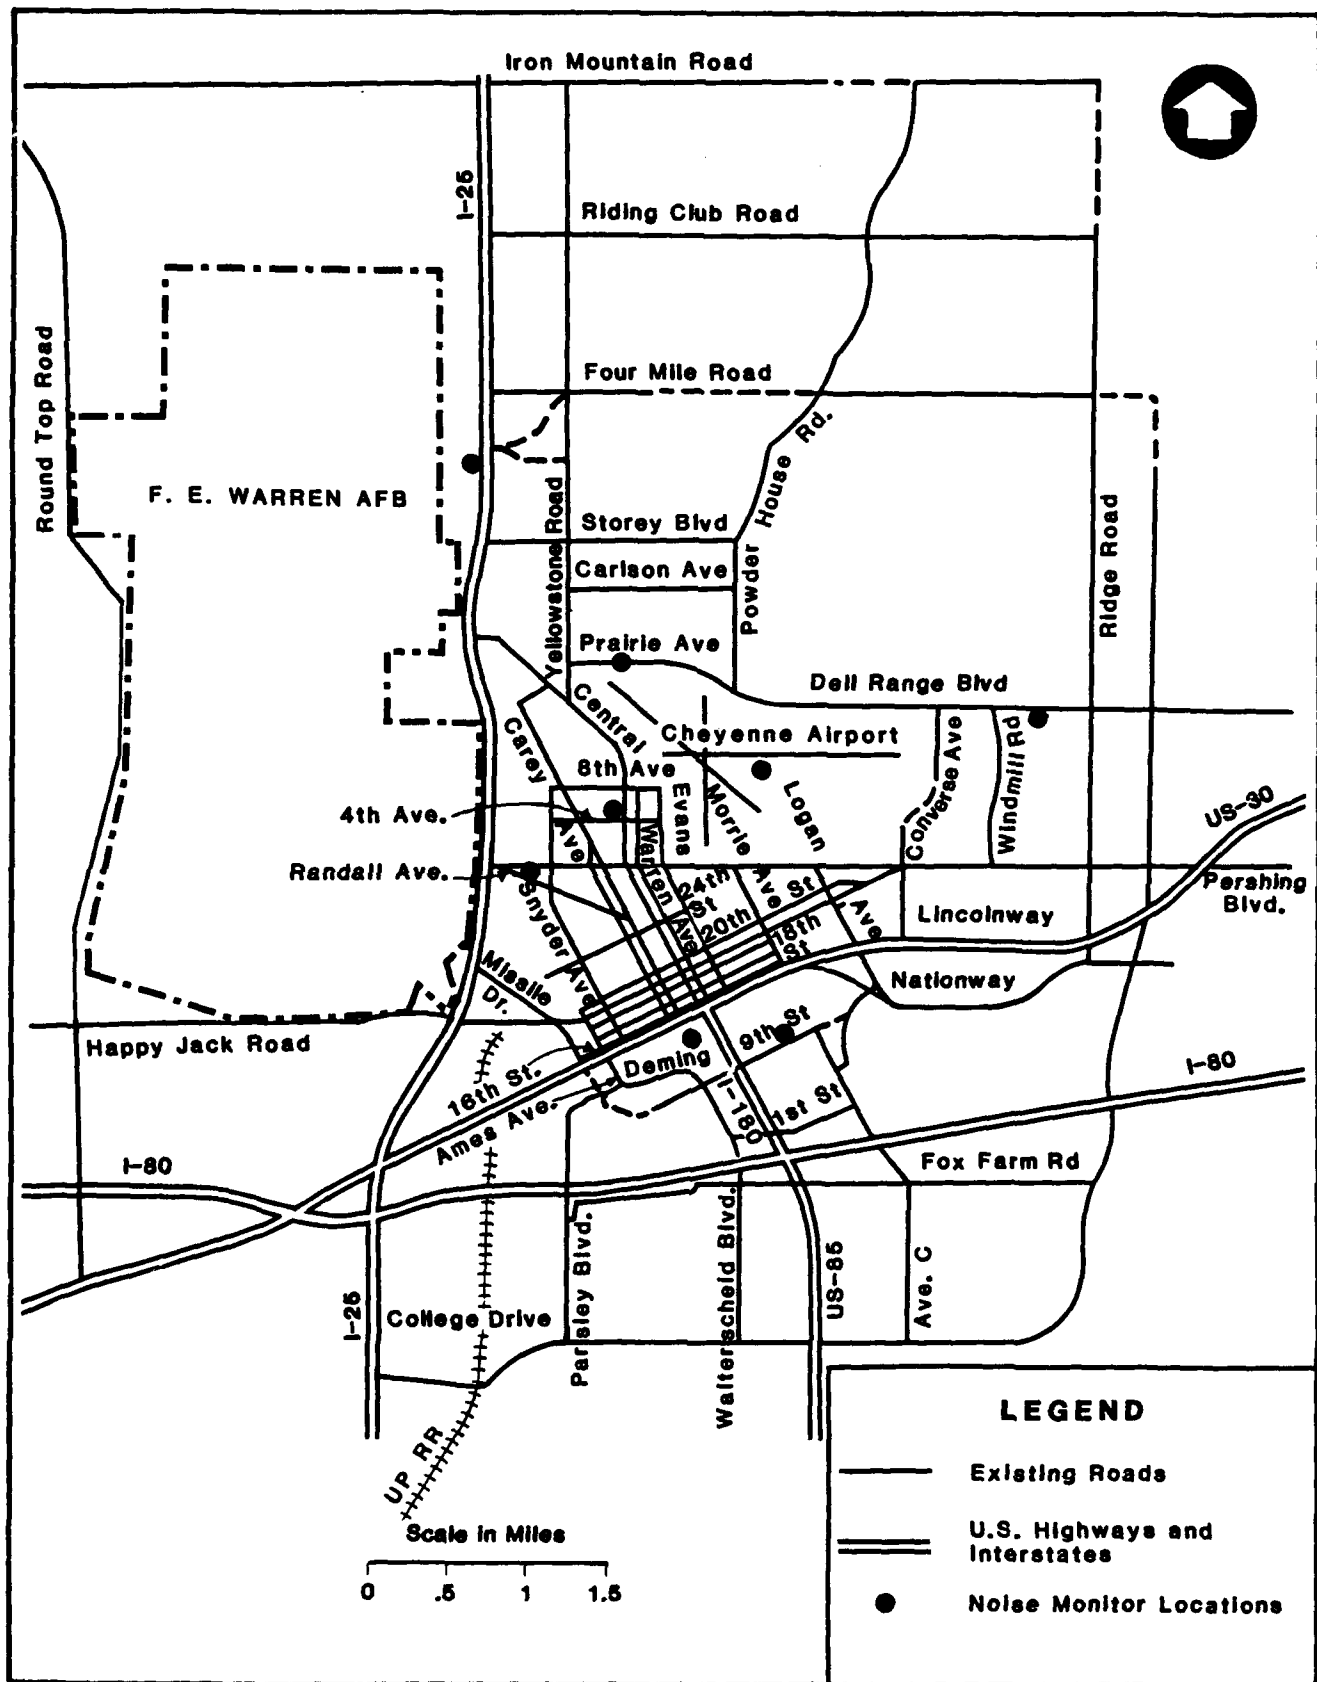 Iron Mountain Road
I-25
Riding Club Road
Round Top Road
Four Mile Road
House Rd.
F. E. WARREN AFB
Yellowstone Road
Storey Blvd
Carlson Ave
Powder
Ridge Road
Prairie Ave
Dell Range Blvd
Central
Carey
Cheyenne Airport
8th Ave
Evans
Morrie
Logan
Converse Ave
Windmill Rd
US-30
4th Ave.
Ave
Warren
Randall Ave.
24th
St
Ave
St
Pershing
Blvd.
Snyder Ave
Ave
20th
18th
St
Ave
Lincolnway
Missile
Dr.
Nationway
Happy Jack Road
9th St
16th St.
Deming
I-80
Ames Ave.
I-180
1st St
I-80
Fox Farm Rd
Parsley Blvd.
Walterscheid Blvd.
US-85
Ave. C
I-25
College Drive
UP RR
LEGEND
Existing Roads
U.S. Highways and
Interstates
Noise Monitor Locations
Scale in Miles
0 .5 1 1.5